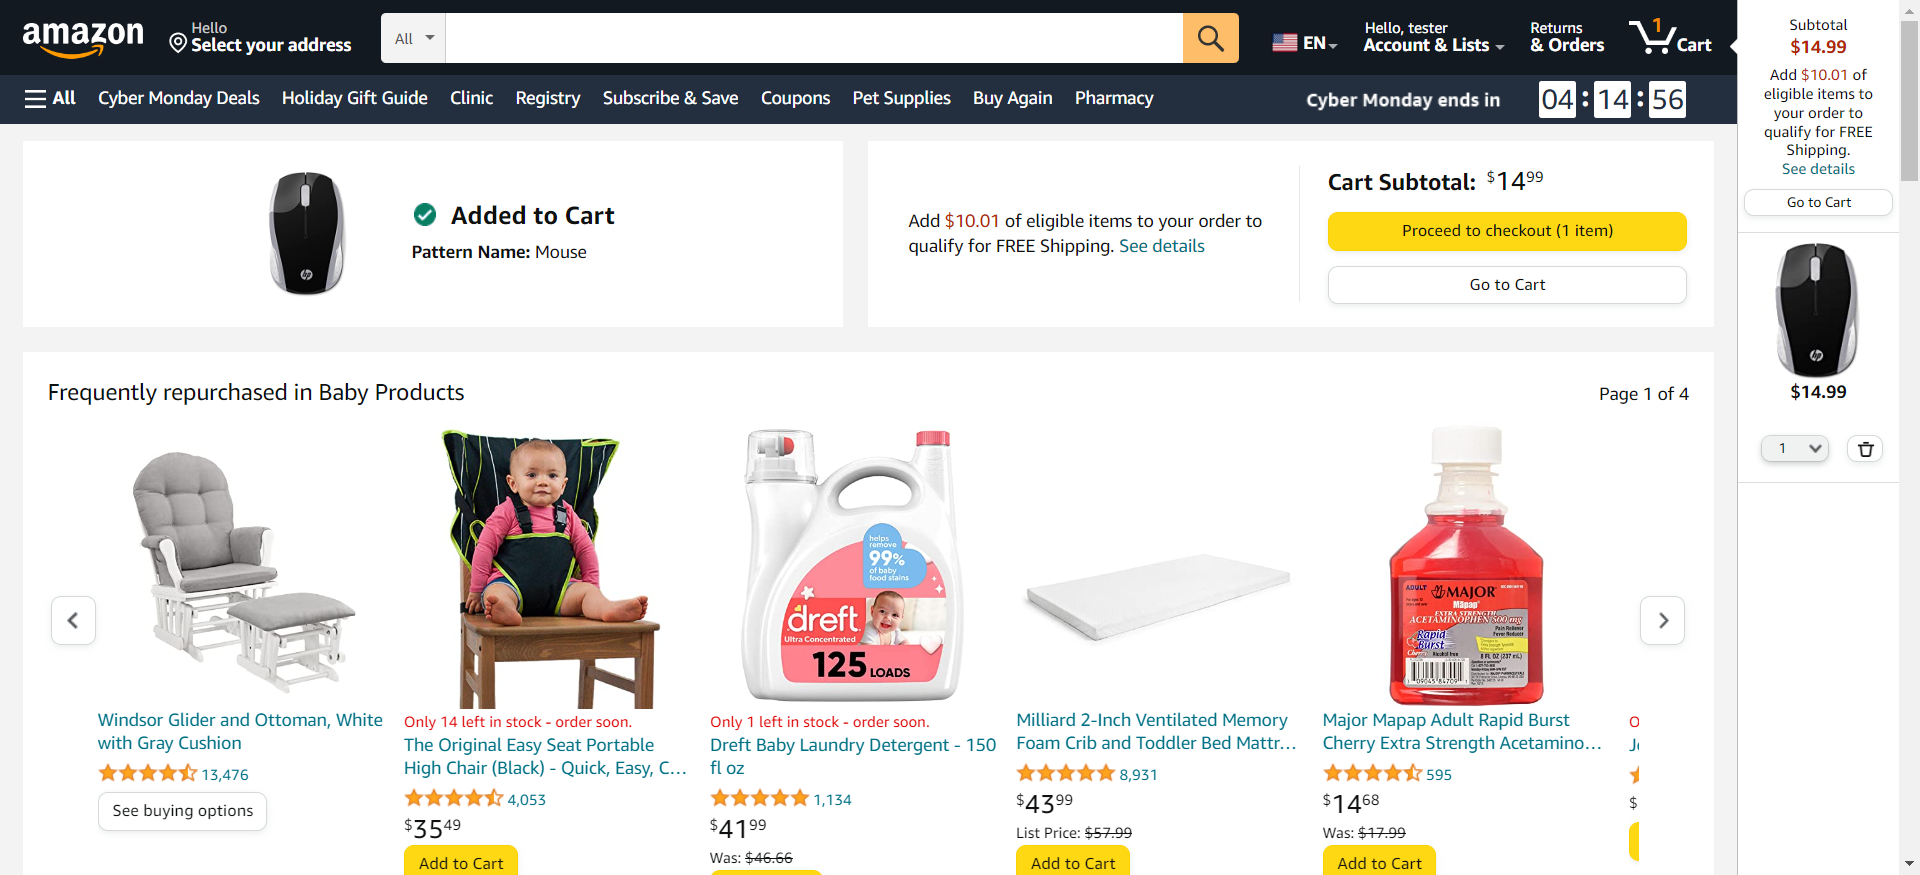 amazon
Hello
Select your address
All
EN
Hello, tester
Account & Lists
Returns
& Orders
1
Cart
All
Cyber Monday Deals
Holiday Gift Guide
Clinic
Registry
Subscribe & Save
Coupons
Pet Supplies
Buy Again
Pharmacy
Cyber Monday ends in
04 : 14 : 56
Subtotal
$14.99
Add $10.01 of
eligible items to
your order to
qualify for FREE
Shipping.
See details
Go to Cart
$14.99
1
Added to Cart
Pattern Name: Mouse
Add $10.01 of eligible items to your order to
qualify for FREE Shipping. See details
Cart Subtotal: $14.99
Proceed to checkout (1 item)
Go to Cart
Frequently repurchased in Baby Products
Page 1 of 4
helps
remove
99%
of baby
food stains
dreft
Ultra Concentrated
125 LOADS
ADULT
MAJOR
Mapap
EXTRA STRENGTH
ACETAMINOPHEN 500 mg
Pain Reliever
Fever Reducer
Rapid
Burst
Cherry
Alcohol free
8 FL OZ (237 mL)
Windsor Glider and Ottoman, White
with Gray Cushion
13,476
See buying options
Only 14 left in stock - order soon.
The Original Easy Seat Portable
High Chair (Black) - Quick, Easy, C...
4,053
$35.49
Add to Cart
Only 1 left in stock - order soon.
Dreft Baby Laundry Detergent - 150
fl oz
1,134
$41.99
Was: $46.66
Milliard 2-Inch Ventilated Memory
Foam Crib and Toddler Bed Mattr...
8,931
$43.99
List Price: $57.99
Add to Cart
Major Mapap Adult Rapid Burst
Cherry Extra Strength Acetamino...
595
$14.68
Was: $17.99
Add to Cart
$